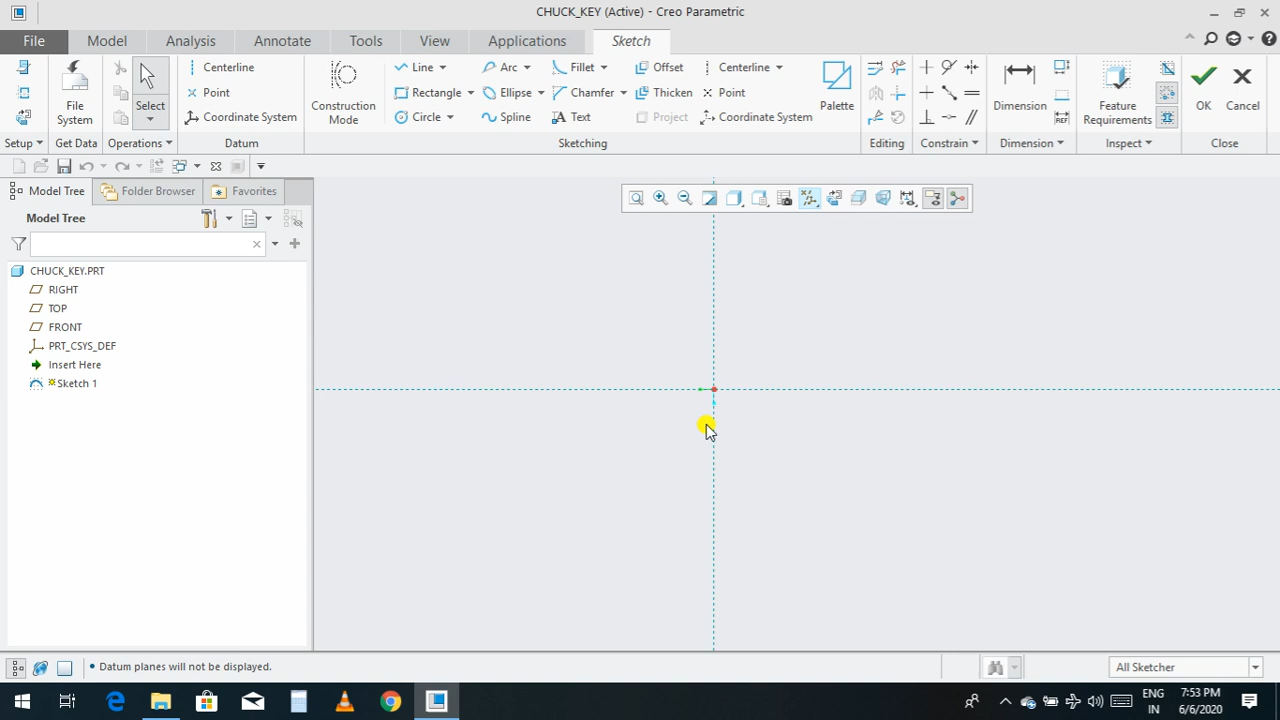 CHUCK_KEY (Active) - Creo Parametric
File Model Analysis Annotate Tools View Applications Sketch
Centerline Line Arc Fillet Offset Centerline
Point Rectangle Ellipse Chamfer Thicken Point
File System Select Construction Mode Palette Dimension Feature Requirements OK Cancel
Coordinate System Circle Spline Text Project Coordinate System
Setup Get Data Operations Datum Sketching Editing Constrain Dimension Inspect Close
Model Tree Folder Browser Favorites
Model Tree
CHUCK_KEY.PRT
RIGHT
TOP
FRONT
PRT_CSYS_DEF
Insert Here
Sketch 1
• Datum planes will not be displayed.
All Sketcher
ENG 7:53 PM
IN 6/6/2020